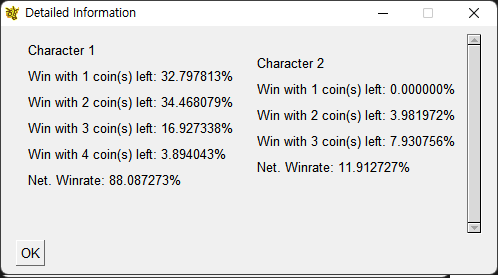 Detailed Information
Character 1
Win with 1 coin(s) left: 32.797813%
Win with 2 coin(s) left: 34.468079%
Win with 3 coin(s) left: 16.927338%
Win with 4 coin(s) left: 3.894043%
Net. Winrate: 88.087273%
Character 2
Win with 1 coin(s) left: 0.000000%
Win with 2 coin(s) left: 3.981972%
Win with 3 coin(s) left: 7.930756%
Net. Winrate: 11.912727%
OK